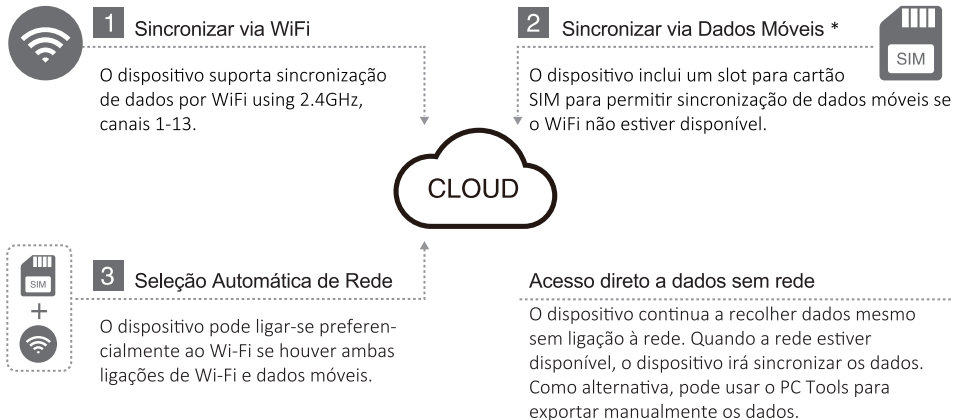 1 Sincronizar via WiFi
O dispositivo suporta sincronização
de dados por WiFi using 2.4GHz,
canais 1-13.
2 Sincronizar via Dados Móveis *
SIM
O dispositivo inclui um slot para cartão
SIM para permitir sincronização de dados móveis se
o WiFi não estiver disponível.
CLOUD
SIM
+
3 Seleção Automática de Rede
O dispositivo pode ligar-se preferen-
cialmente ao Wi-Fi se houver ambas
ligações de Wi-Fi e dados móveis.
Acesso direto a dados sem rede
O dispositivo continua a recolher dados mesmo
sem ligação à rede. Quando a rede estiver
disponível, o dispositivo irá sincronizar os dados.
Como alternativa, pode usar o PC Tools para
exportar manualmente os dados.